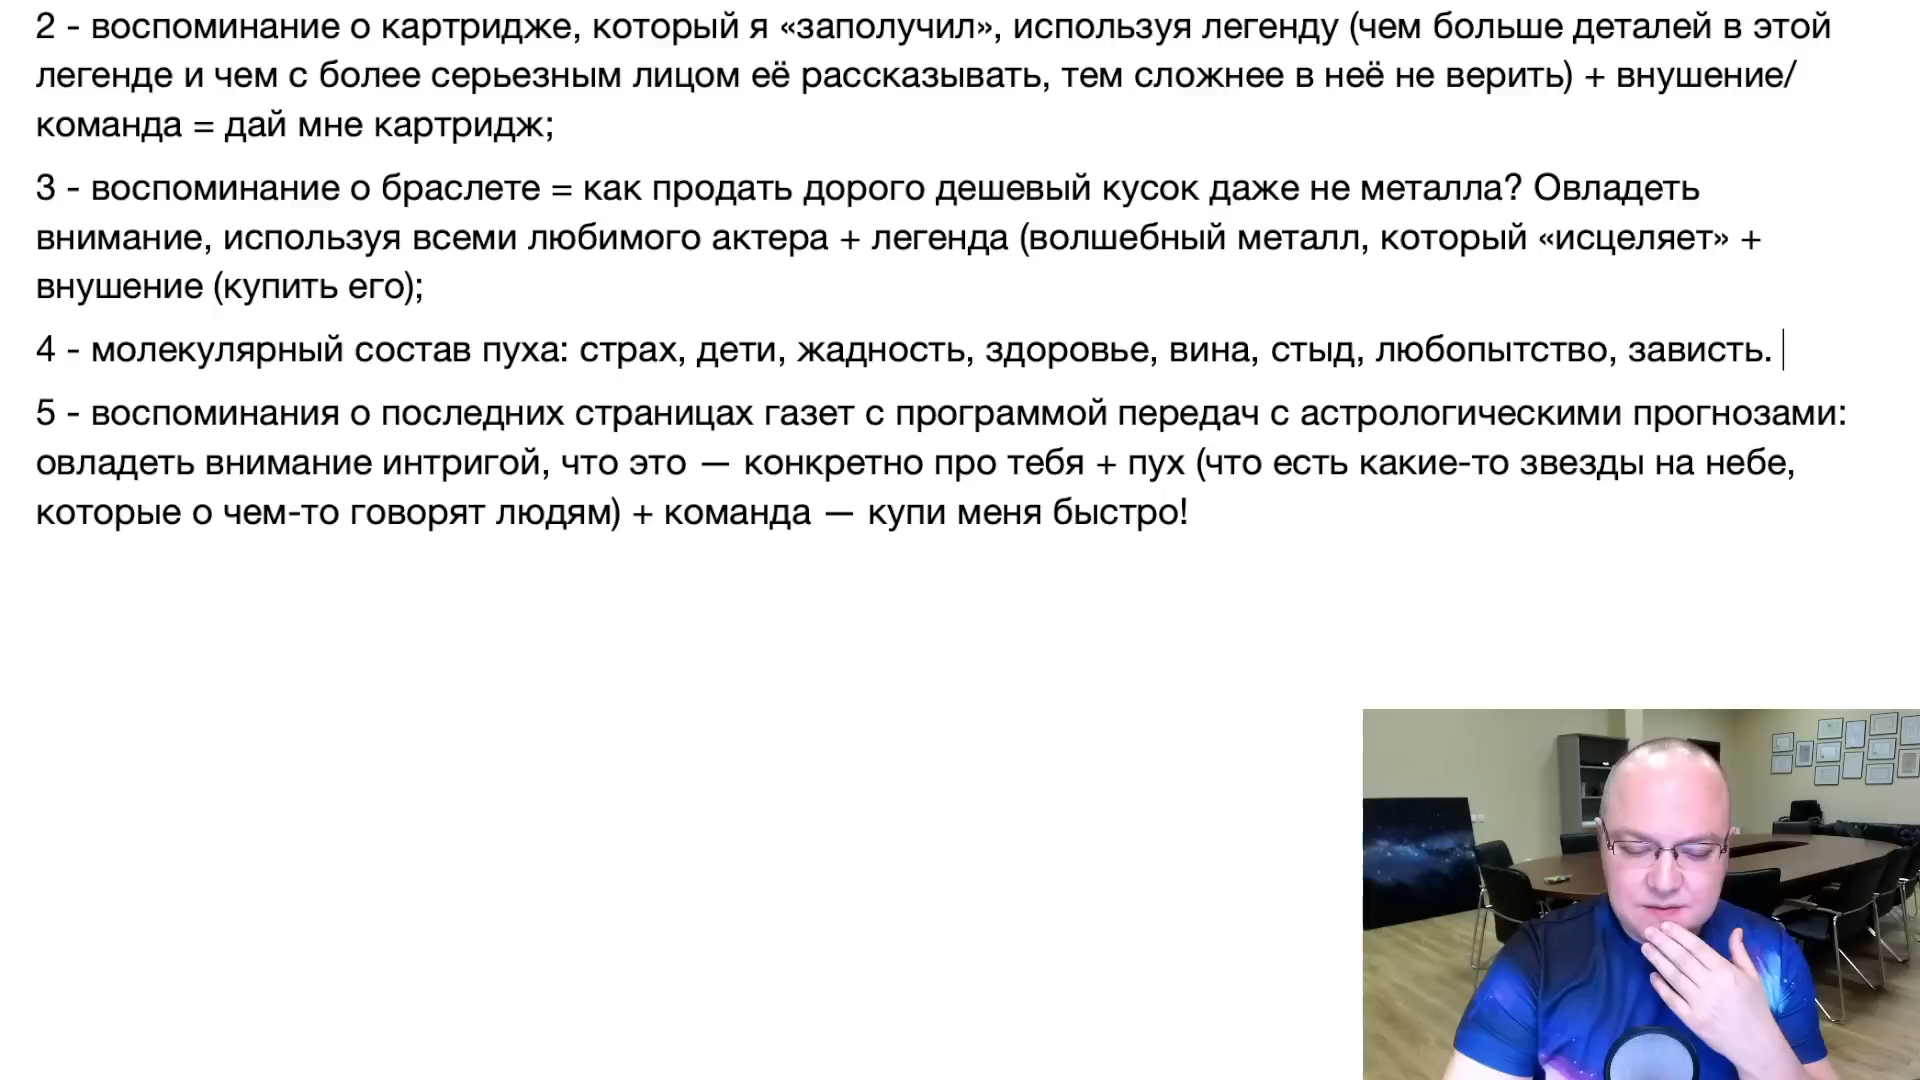 2 - воспоминание о картридже, который я «заполучил», используя легенду (чем больше деталей в этой
легенде и чем с более серьезным лицом её рассказывать, тем сложнее в неё не верить) + внушение/
команда = дай мне картридж;
3 - воспоминание о браслете = как продать дорого дешевый кусок даже не металла? Овладеть
внимание, используя всеми любимого актера + легенда (волшебный металл, который «исцеляет» +
внушение (купить его);
4 - молекулярный состав пуха: страх, дети, жадность, здоровье, вина, стыд, любопытство, зависть.
5 - воспоминания о последних страницах газет с программой передач с астрологическими прогнозами:
овладеть внимание интригой, что это — конкретно про тебя + пух (что есть какие-то звезды на небе,
которые о чем-то говорят людям) + команда — купи меня быстро!